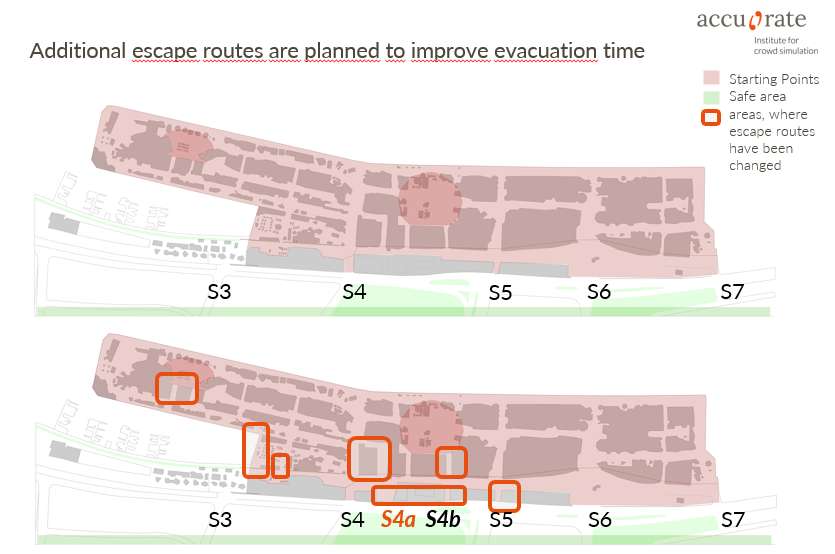 accu rate
Institute for
crowd simulation
Additional escape routes are planned to improve evacuation time
Starting Points
Safe area
areas, where
escape routes
have been
changed
S3 S4 S5 S6 S7
S3 S4 S4a S4b S5 S6 S7